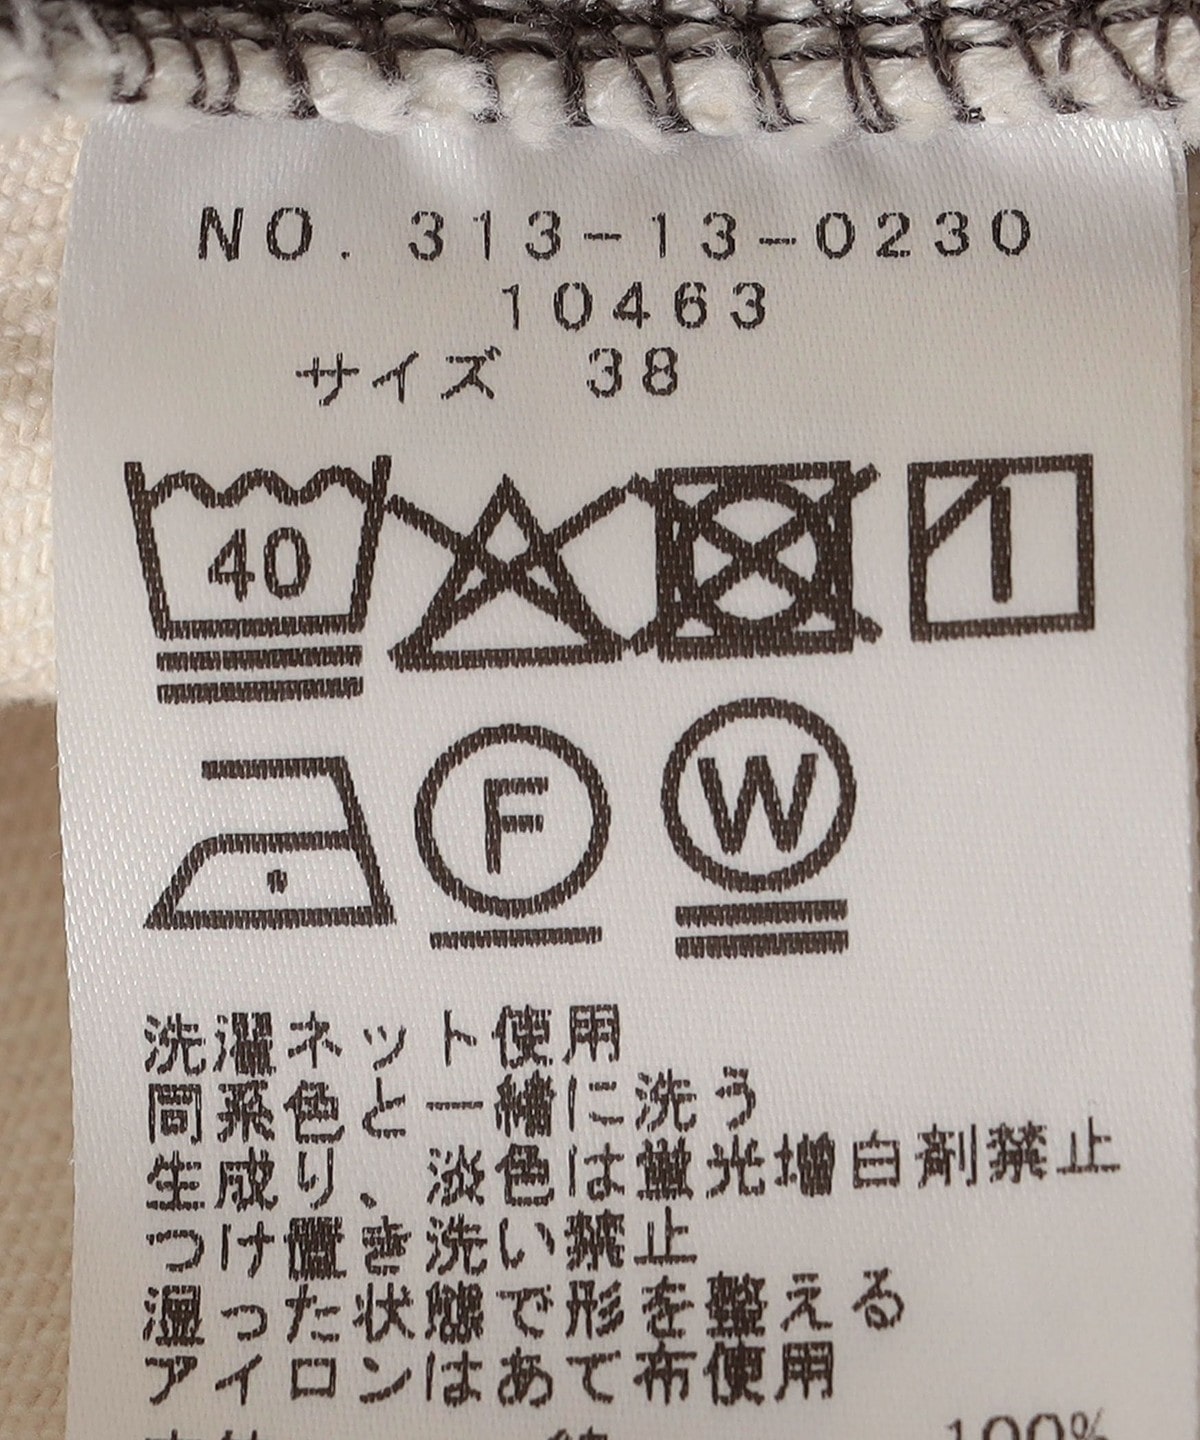 NO. 313-13-0230
10463
サイズ 38
40
F W
洗濯ネット使用
同系色と一緒に洗う
生成り、淡色は蛍光増白剤禁止
つけ置き洗い禁止
湿った状態で形を整える
アイロンはあて布使用
100%